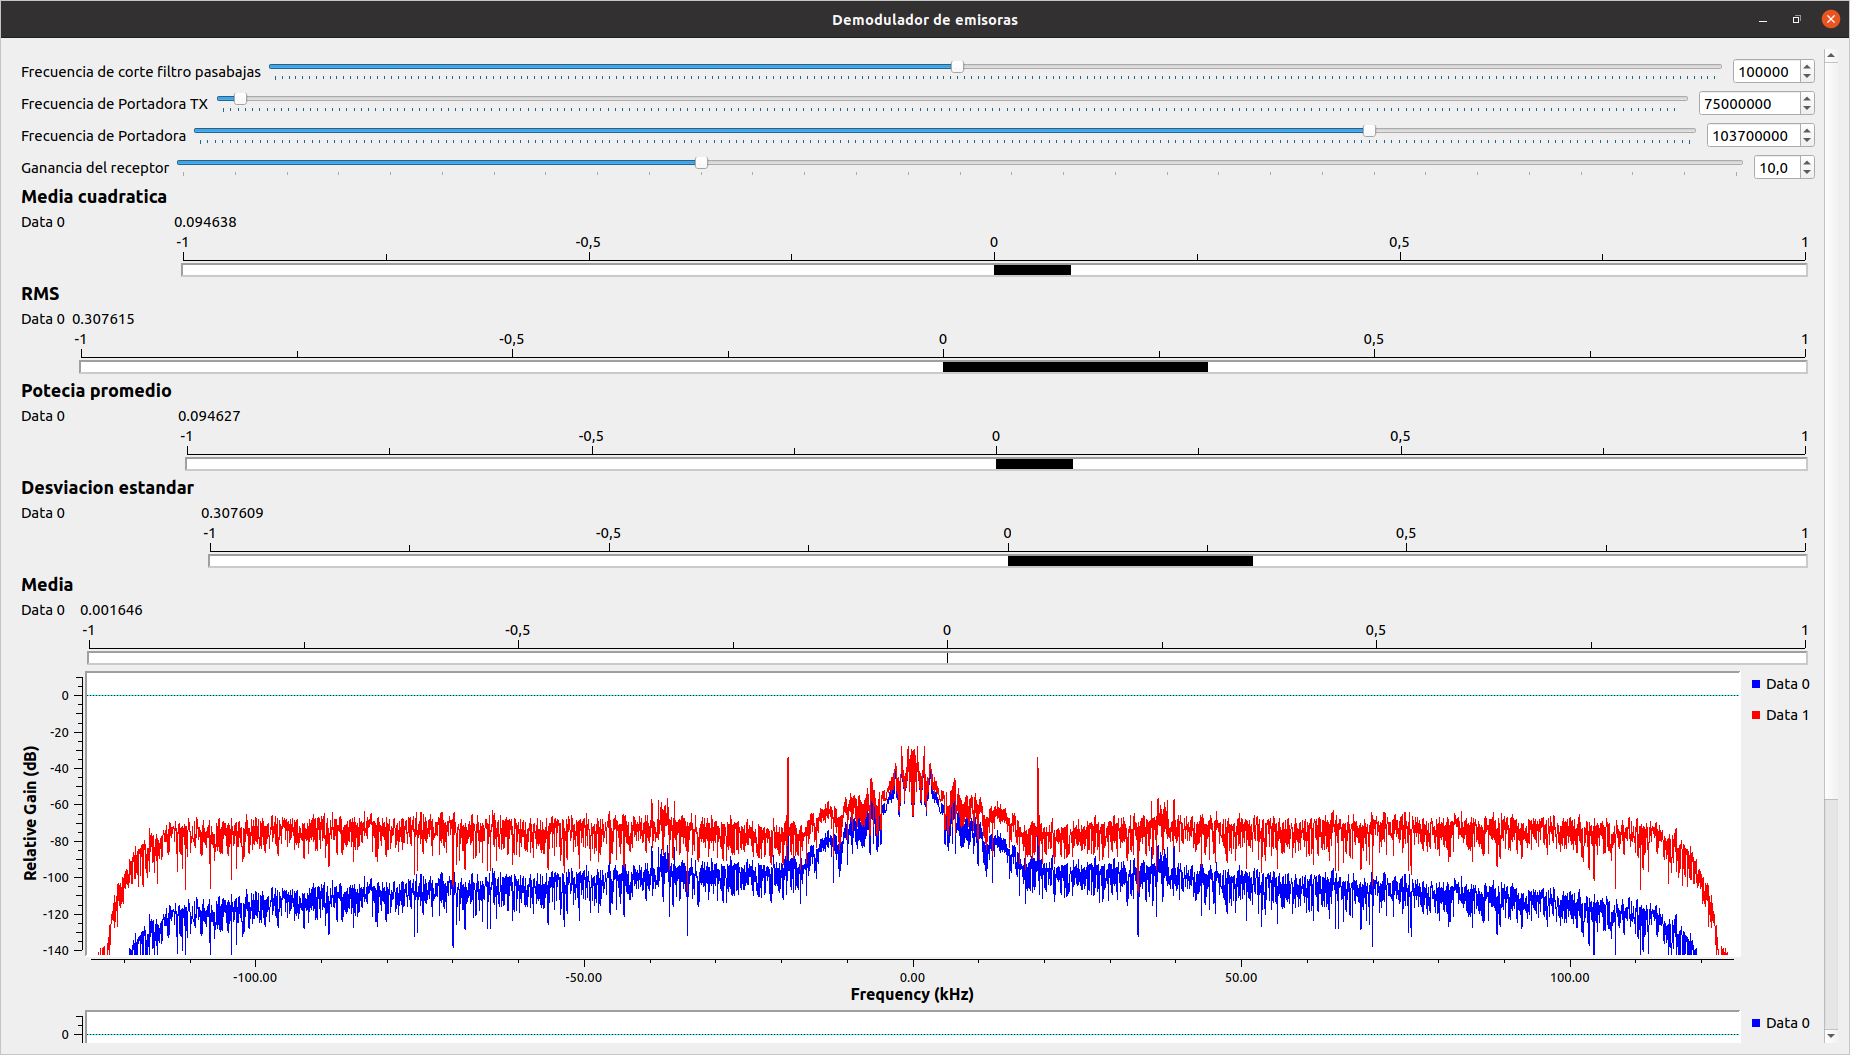 Demodulador de emisoras
Frecuencia de corte filtro pasabajas 100000
Frecuencia de Portadora TX 75000000
Frecuencia de Portadora 103700000
Ganancia del receptor 10,0
Media cuadratica
Data 0 0.094638
-1 -0,5 0 0,5 1
RMS
Data 0 0.307615
-1 -0,5 0 0,5 1
Potecia promedio
Data 0 0.094627
-1 -0,5 0 0,5 1
Desviacion estandar
Data 0 0.307609
-1 -0,5 0 0,5 1
Media
Data 0 0.001646
-1 -0,5 0 0,5 1
Data 0
Data 1
Relative Gain (dB)
0
-20
-40
-60
-80
-100
-120
-140
-100.00 -50.00 0.00 50.00 100.00
Frequency (kHz)
0
Data 0